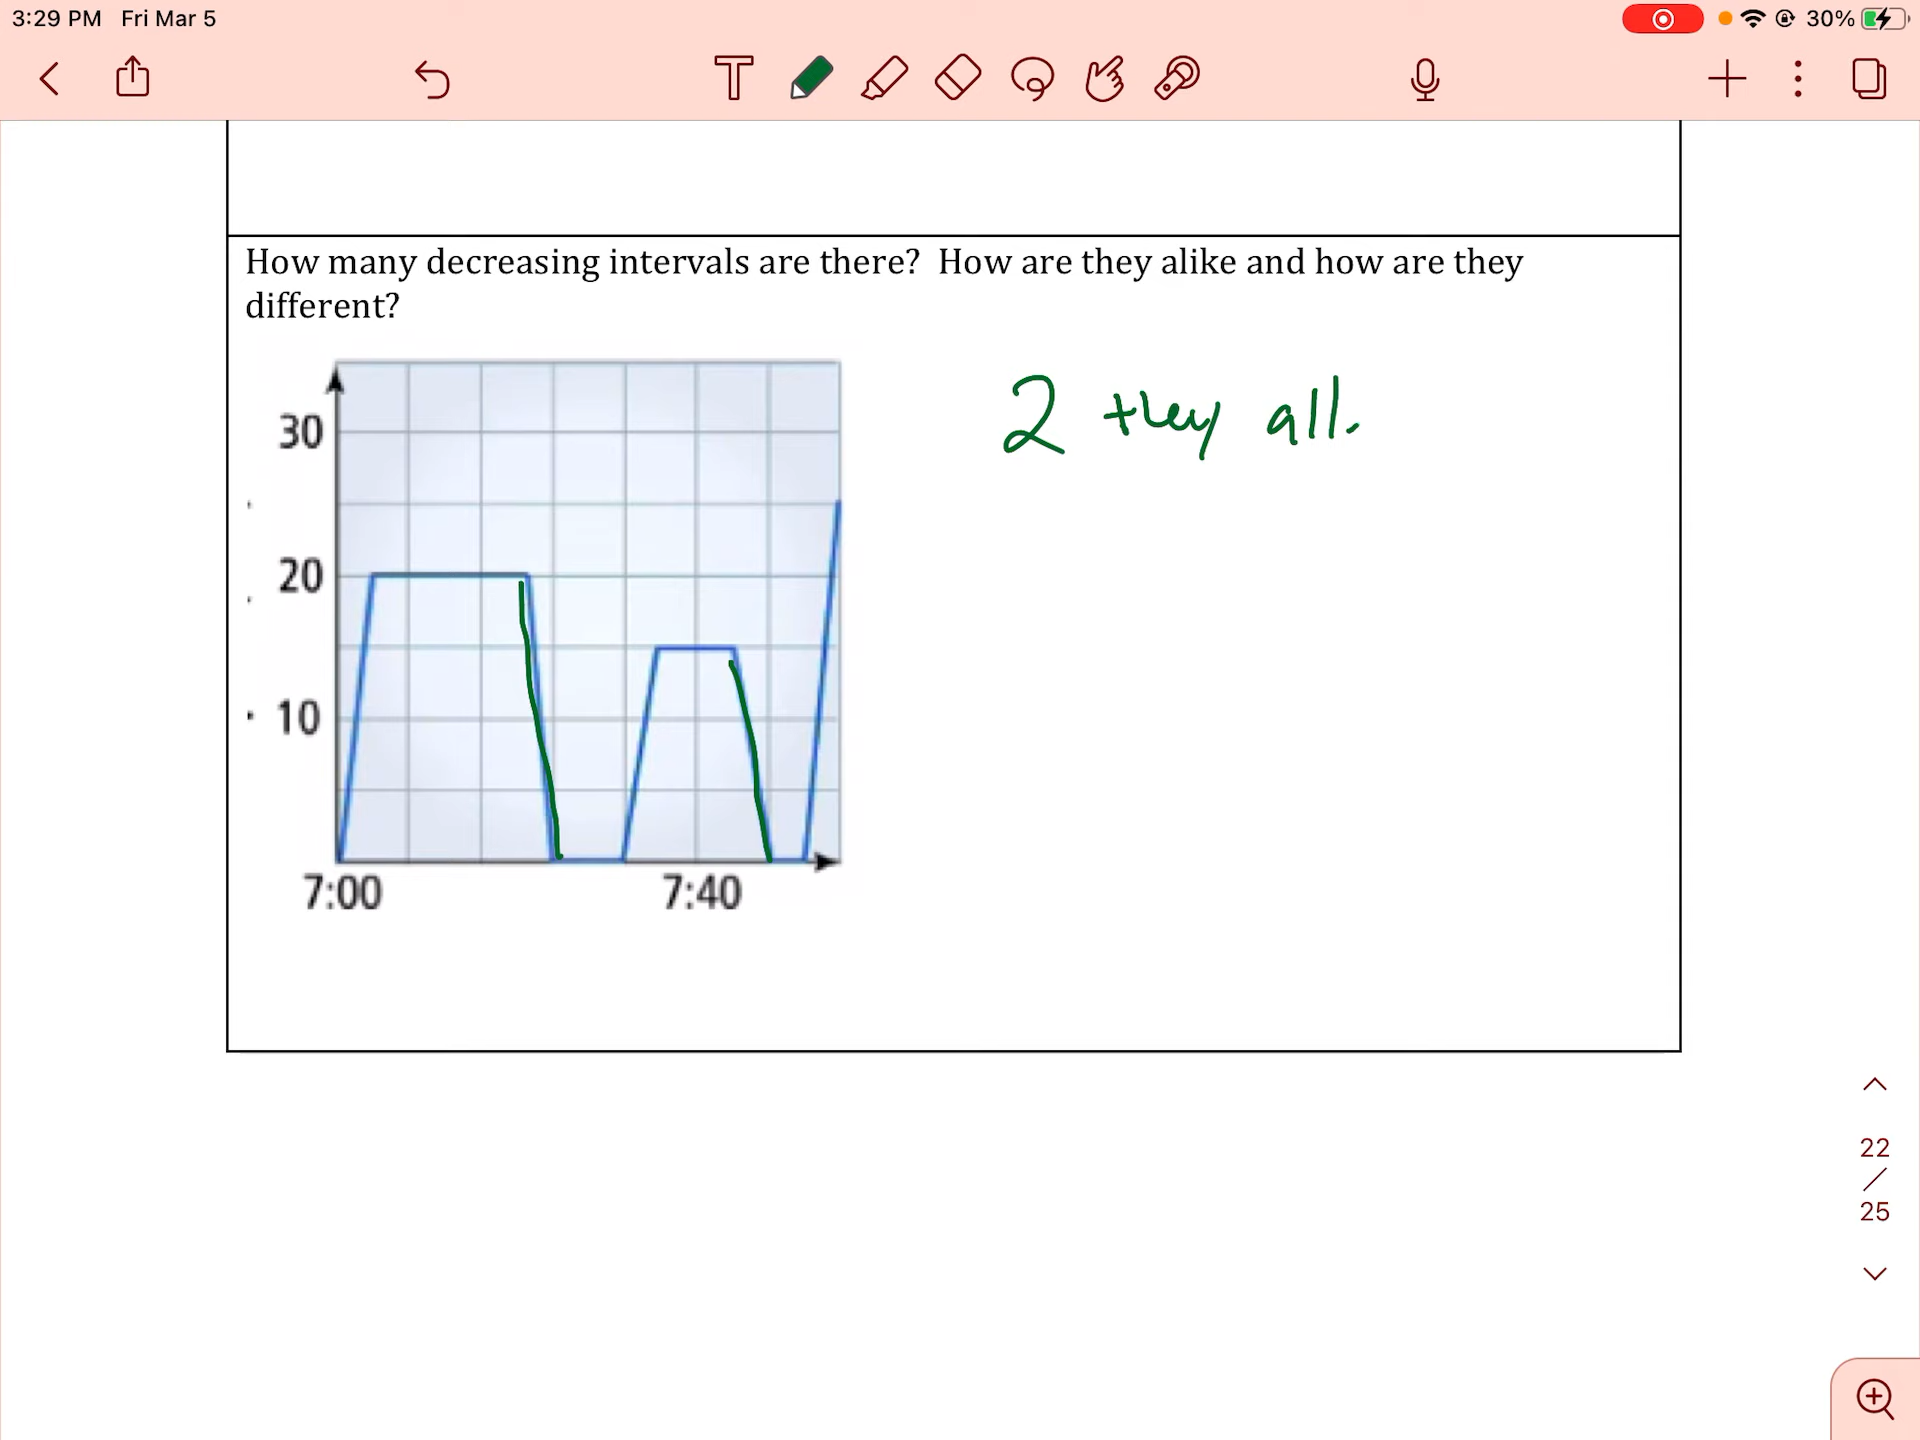 3:29 PM Fri Mar 5
30%
T
How many decreasing intervals are there? How are they alike and how are they
different?
2 they all.
30
20
10
7:00 7:40
22
/
25